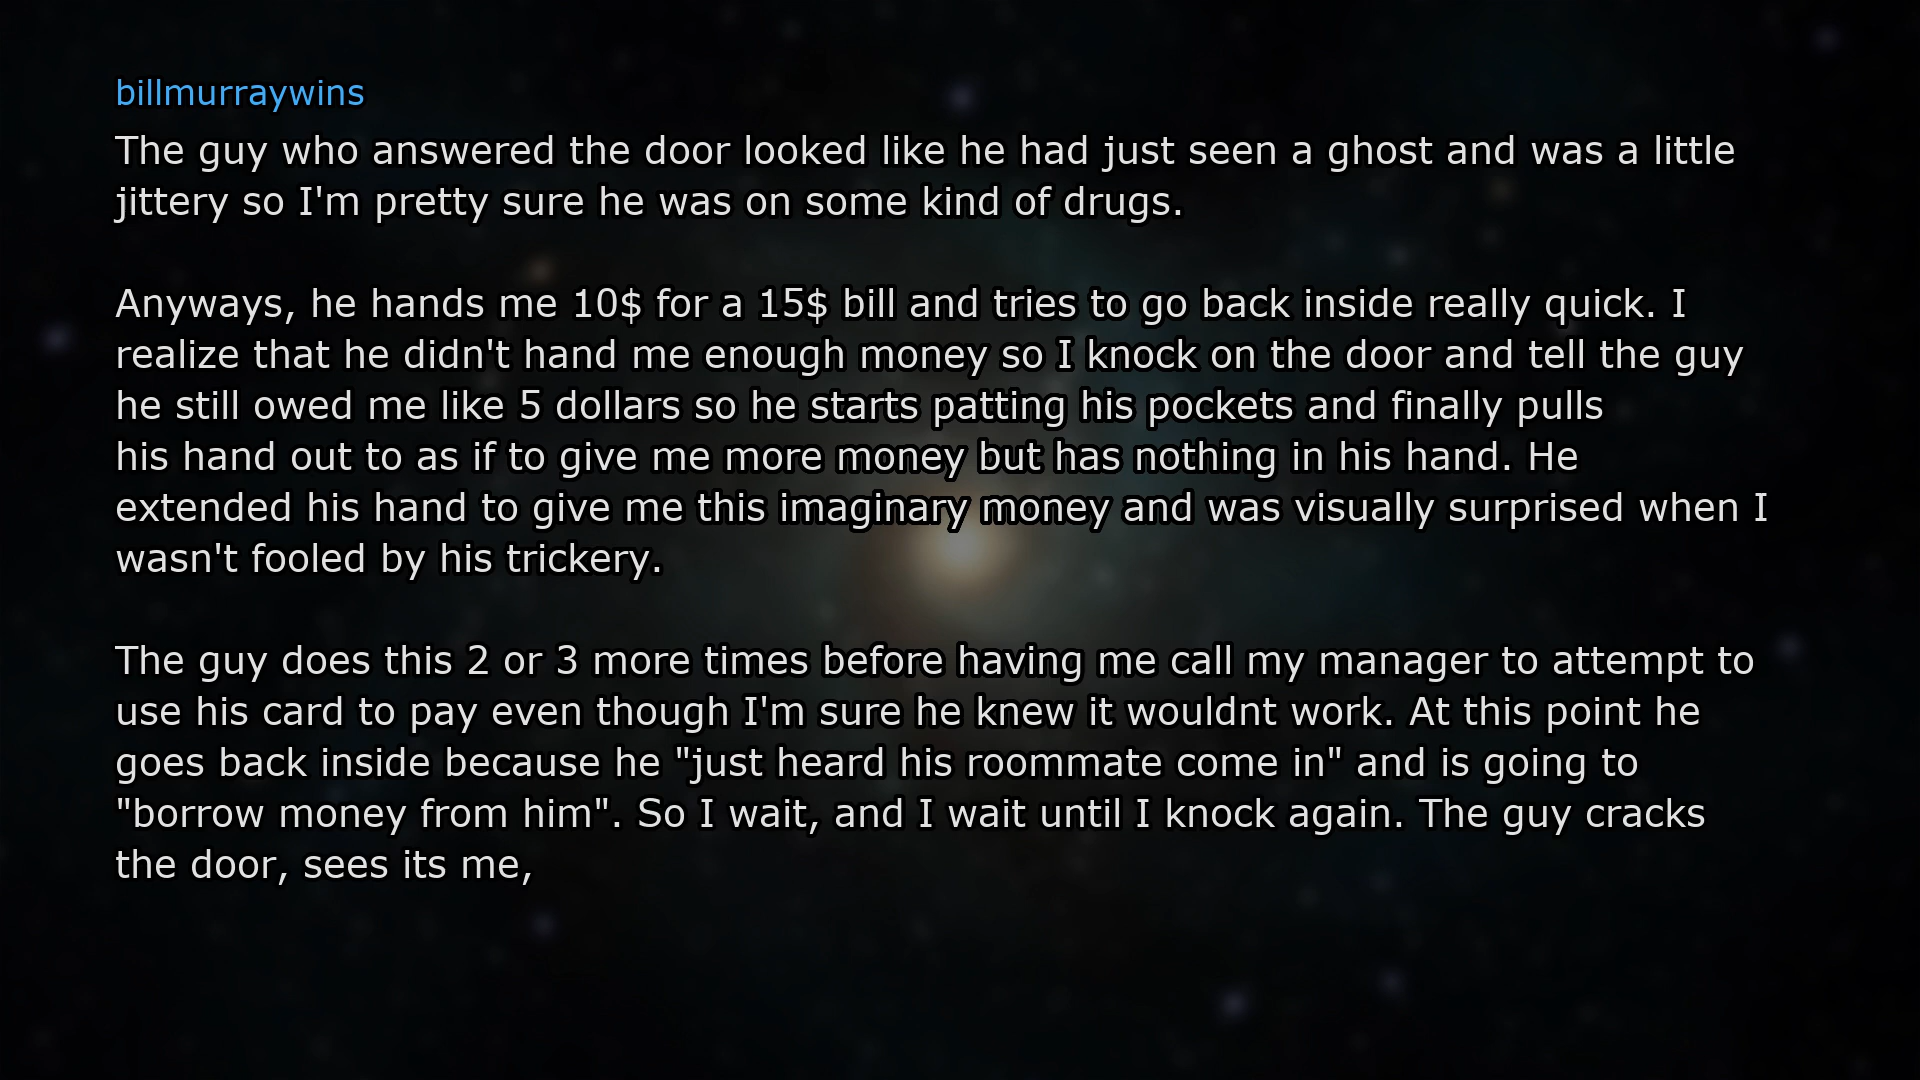 billmurraywins
The guy who answered the door looked like he had just seen a ghost and was a little
jittery so I'm pretty sure he was on some kind of drugs.
Anyways, he hands me 10$ for a 15$ bill and tries to go back inside really quick. I
realize that he didn't hand me enough money so I knock on the door and tell the guy
he still owed me like 5 dollars so he starts patting his pockets and finally pulls
his hand out to as if to give me more money but has nothing in his hand. He
extended his hand to give me this imaginary money and was visually surprised when I
wasn't fooled by his trickery.
The guy does this 2 or 3 more times before having me call my manager to attempt to
use his card to pay even though I'm sure he knew it wouldnt work. At this point he
goes back inside because he "just heard his roommate come in" and is going to
"borrow money from him". So I wait, and I wait until I knock again. The guy cracks
the door, sees its me,